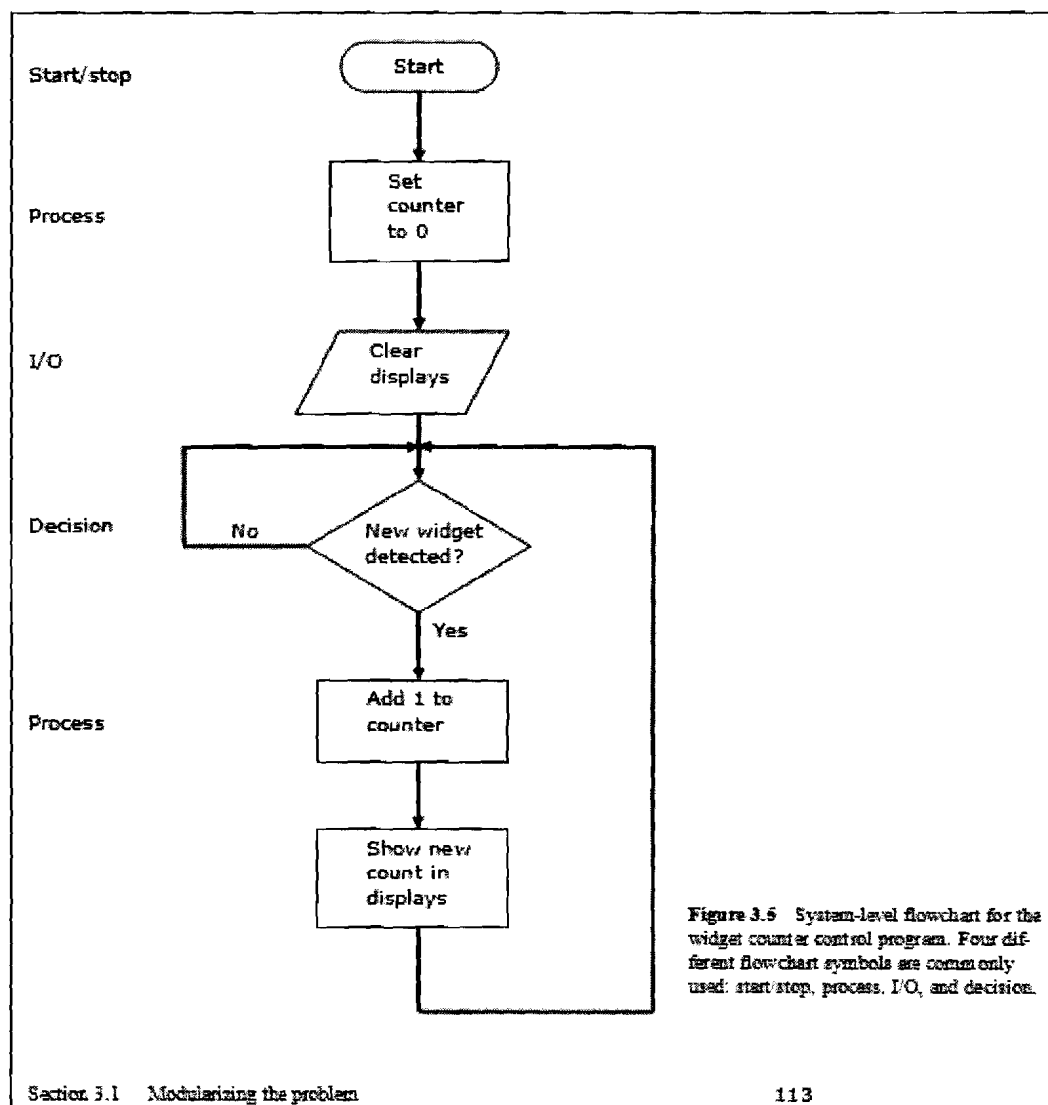 Start/stop
Start
Process
Set
counter
to 0
I/O
Clear
displays
Decision
No
New widget
detected?
Yes
Process
Add 1 to
counter
Show new
count in
displays
Figure 3.5 System-level flowchart for the
widget counter control program. Four dif-
ferent flowchart symbols are commonly
used: start/stop, process, I/O, and decision.
Section 3.1 Modularizing the problem 113